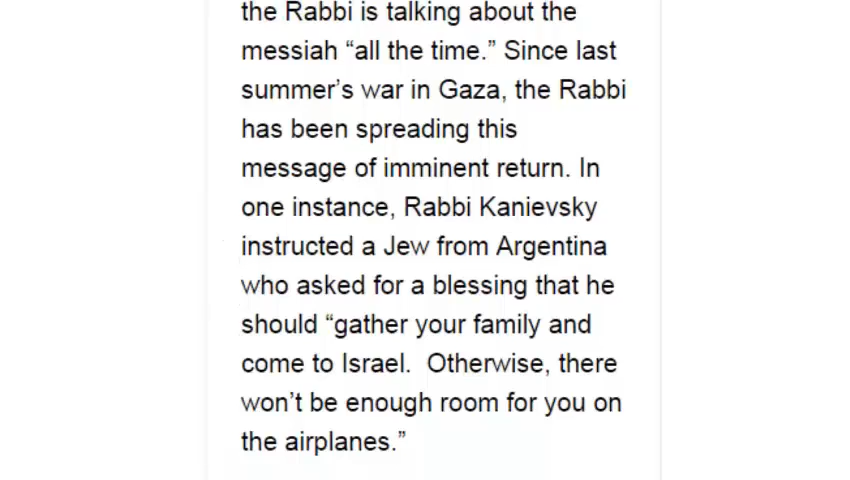 the Rabbi is talking about the
messiah “all the time.” Since last
summer’s war in Gaza, the Rabbi
has been spreading this
message of imminent return. In
one instance, Rabbi Kanievsky
instructed a Jew from Argentina
who asked for a blessing that he
should “gather your family and
come to Israel.  Otherwise, there
won’t be enough room for you on
the airplanes.”